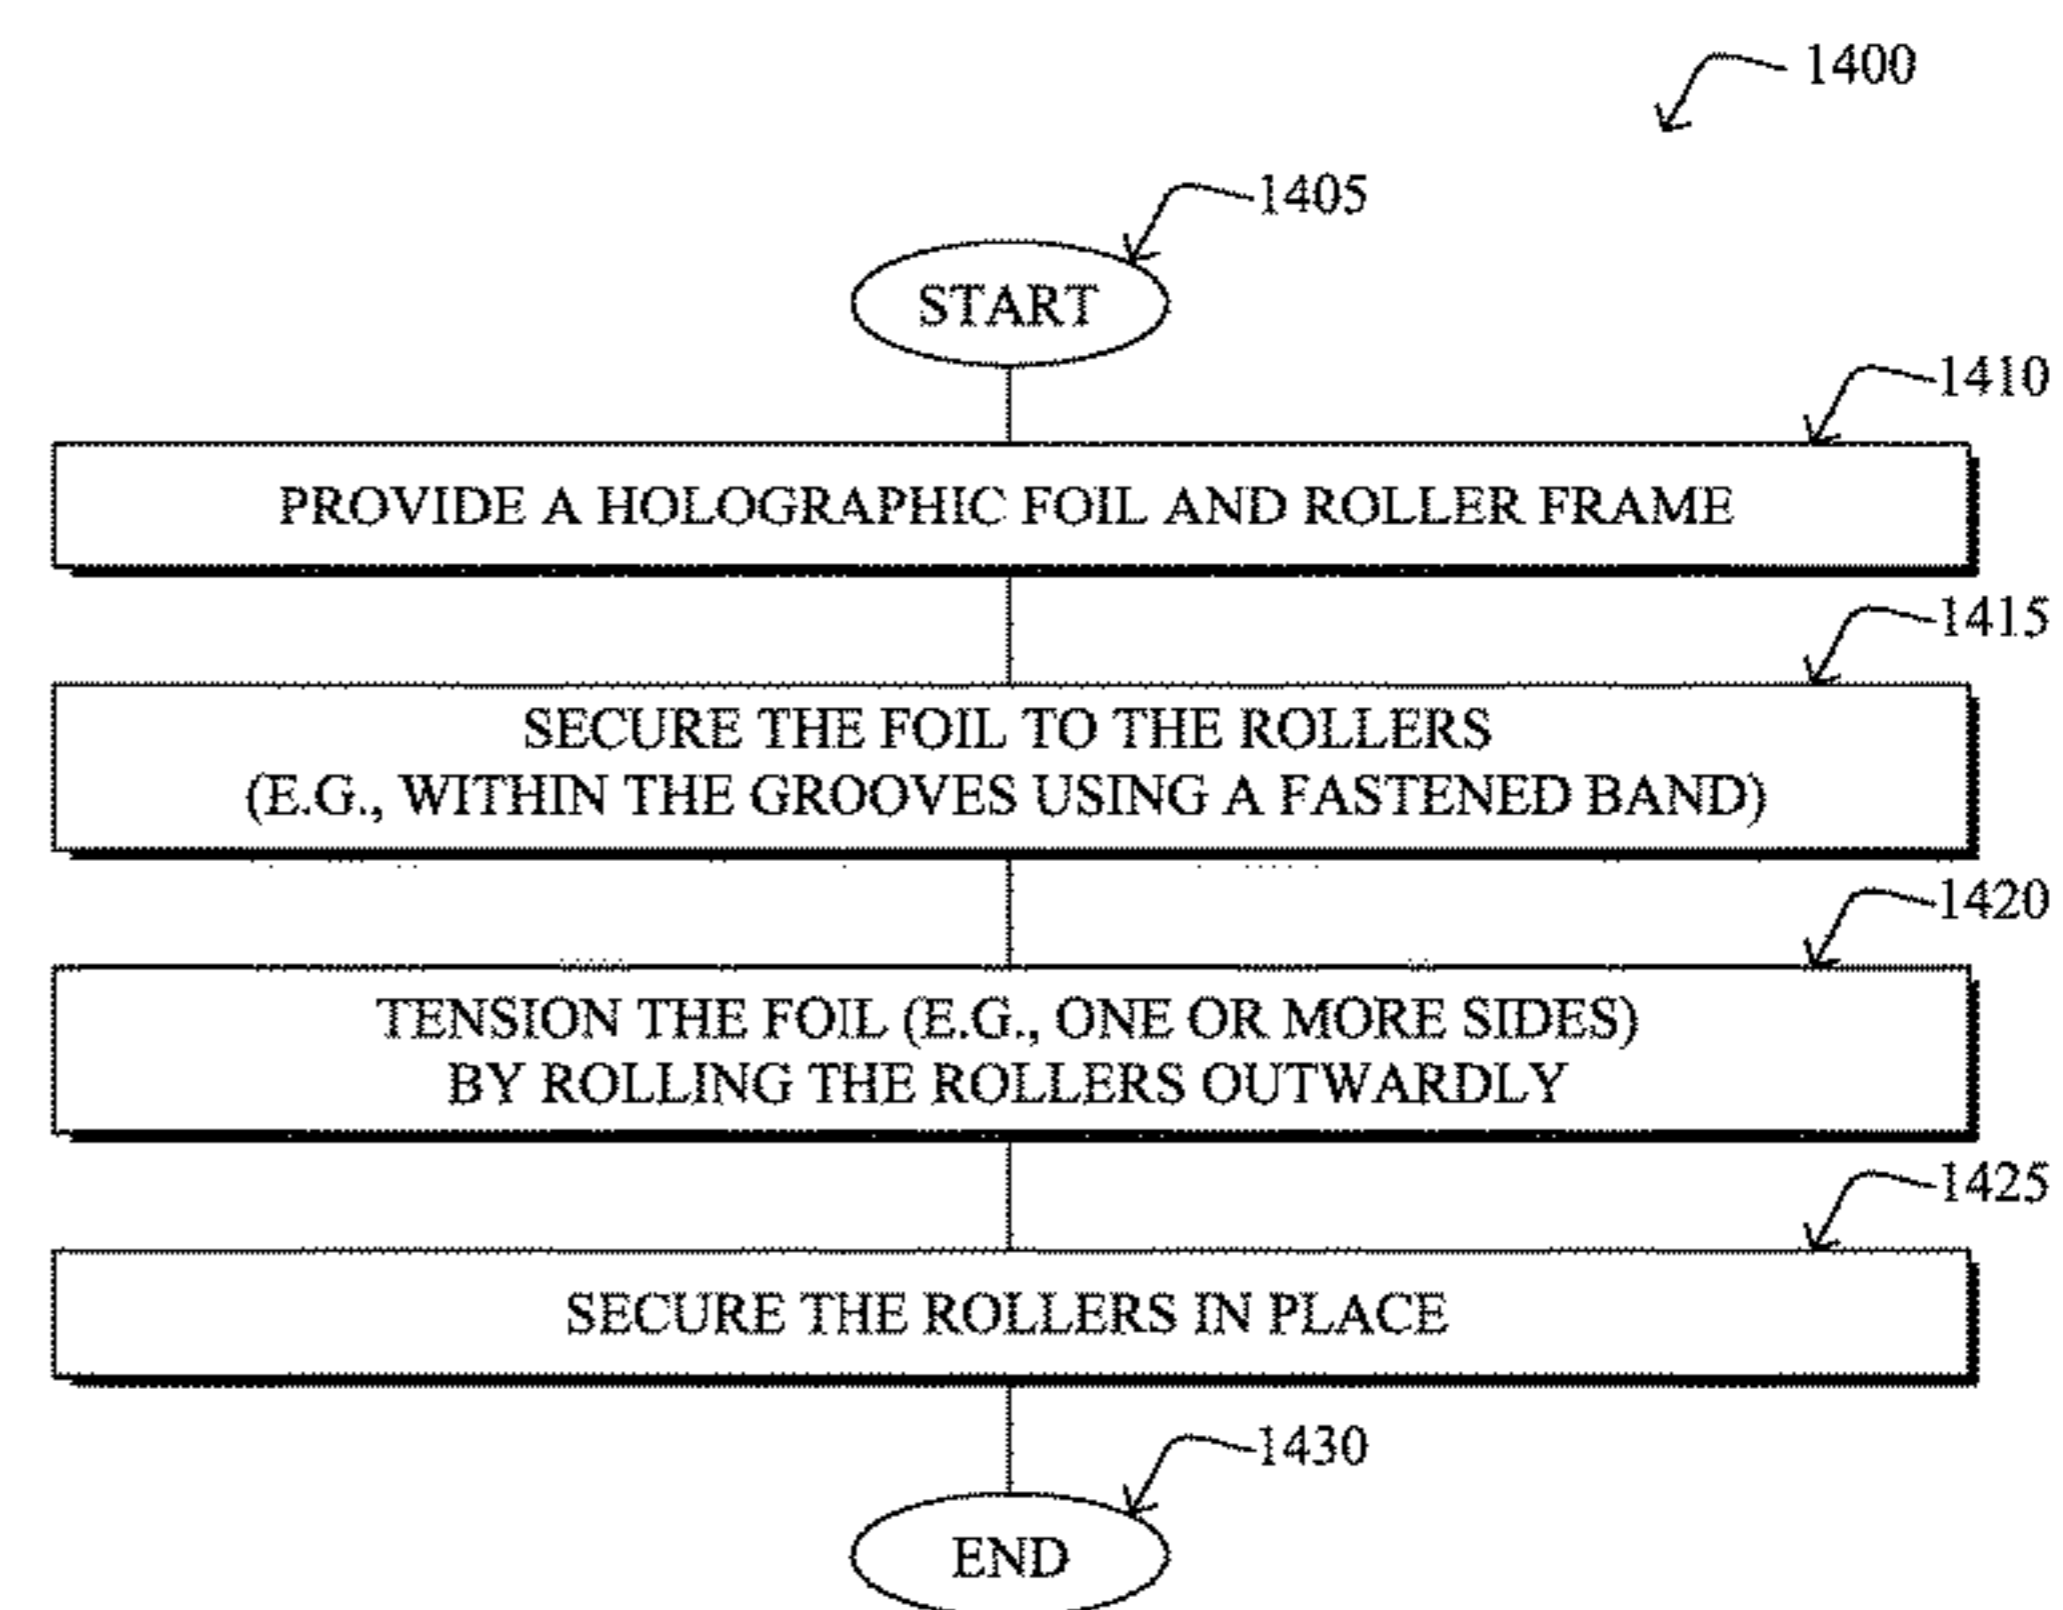 1400
1405
START
1410
PROVIDE A HOLOGRAPHIC FOIL AND ROLLER FRAME
1415
SECURE THE FOIL TO THE ROLLERS
(E.G., WITHIN THE GROOVES USING A FASTENED BAND)
1420
TENSION THE FOIL (E.G., ONE OR MORE SIDES)
BY ROLLING THE ROLLERS OUTWARDLY
1425
SECURE THE ROLLERS IN PLACE
1430
END